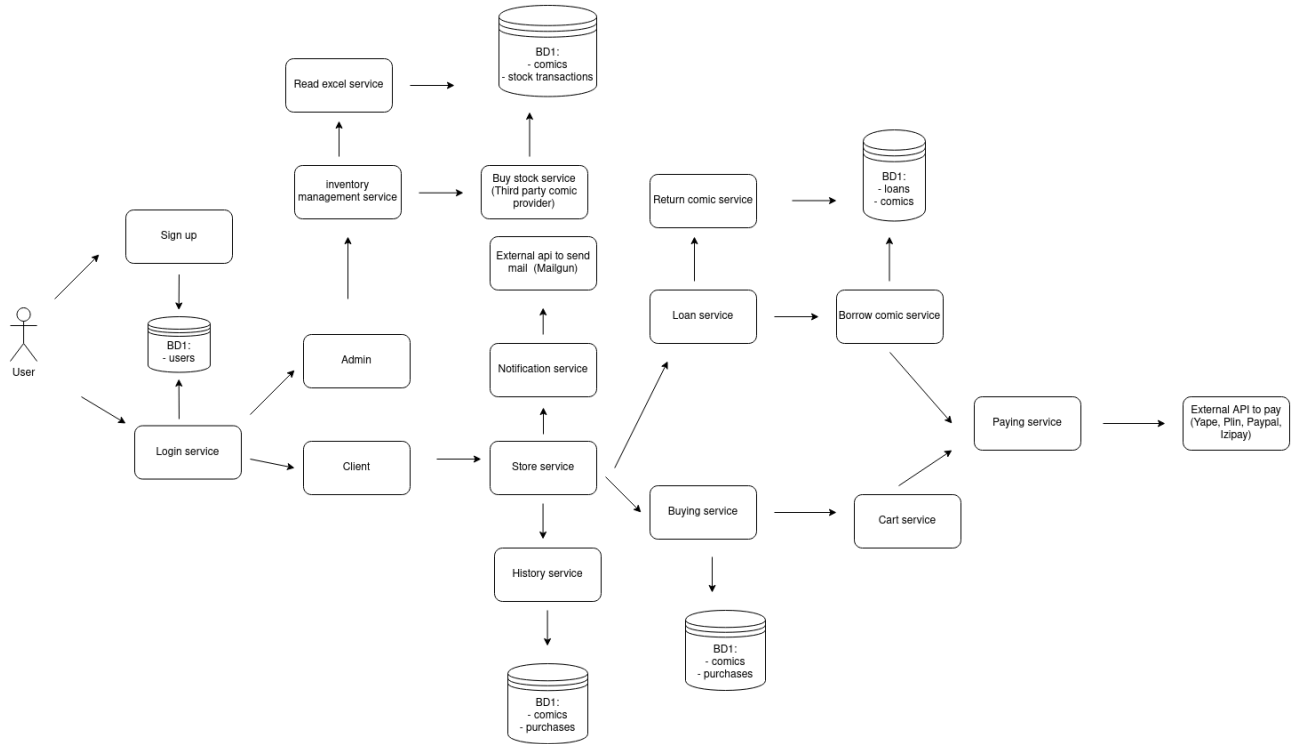 BD1:
- comics
- stock transactions
Read excel service
inventory
management service
Buy stock service
(Third party comic
provider)
Return comic service
BD1:
- loans
- comics
Sign up
External api to send
mail  (Mailgun)
Loan service
Borrow comic service
User
BD1:
- users
Admin
Notification service
Login service
Client
Store service
Paying service
External API to pay
(Yape, Plin, Paypal,
Izipay)
Buying service
Cart service
History service
BD1:
- comics
- purchases
BD1:
- comics
- purchases